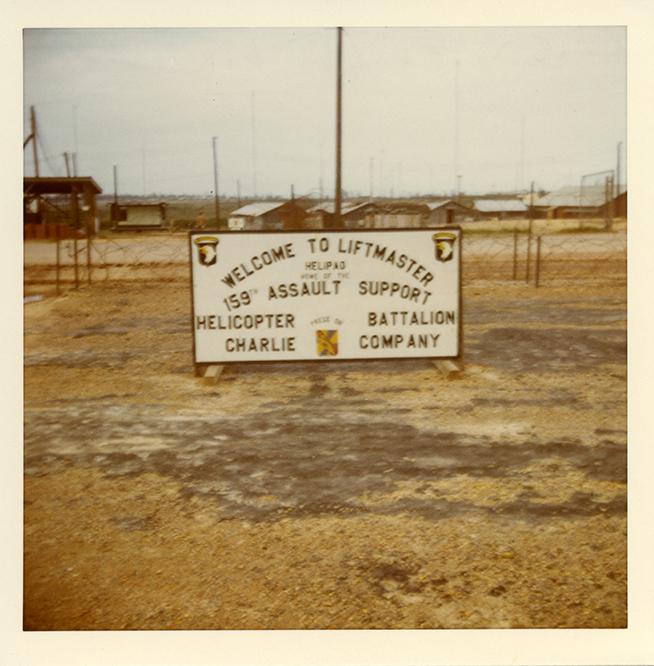 WELCOME TO LIFTMASTER
HELIPAD
HOME OF THE
159TH ASSAULT SUPPORT
HELICOPTER BATTALION
CHARLIE COMPANY